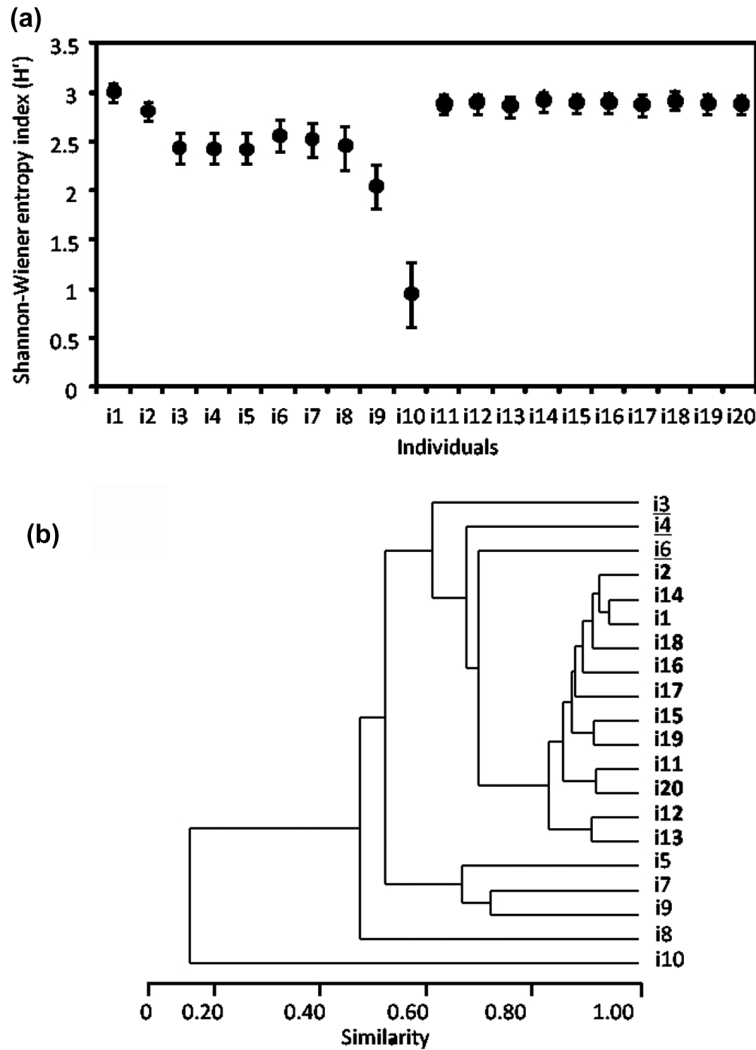 (a)
Shannon-Wiener entropy index (H')
3.5
3
2.5
2
1.5
1
0.5
0
i1 i2 i3 i4 i5 i6 i7 i8 i9 i10 i11 i12 i13 i14 i15 i16 i17 i18 i19 i20
Individuals
(b)
i3
i4
i6
i2
i14
i1
i18
i16
i17
i15
i19
i11
i20
i12
i13
i5
i7
i9
i8
i10
0 0.20 0.40 0.60 0.80 1.00
Similarity